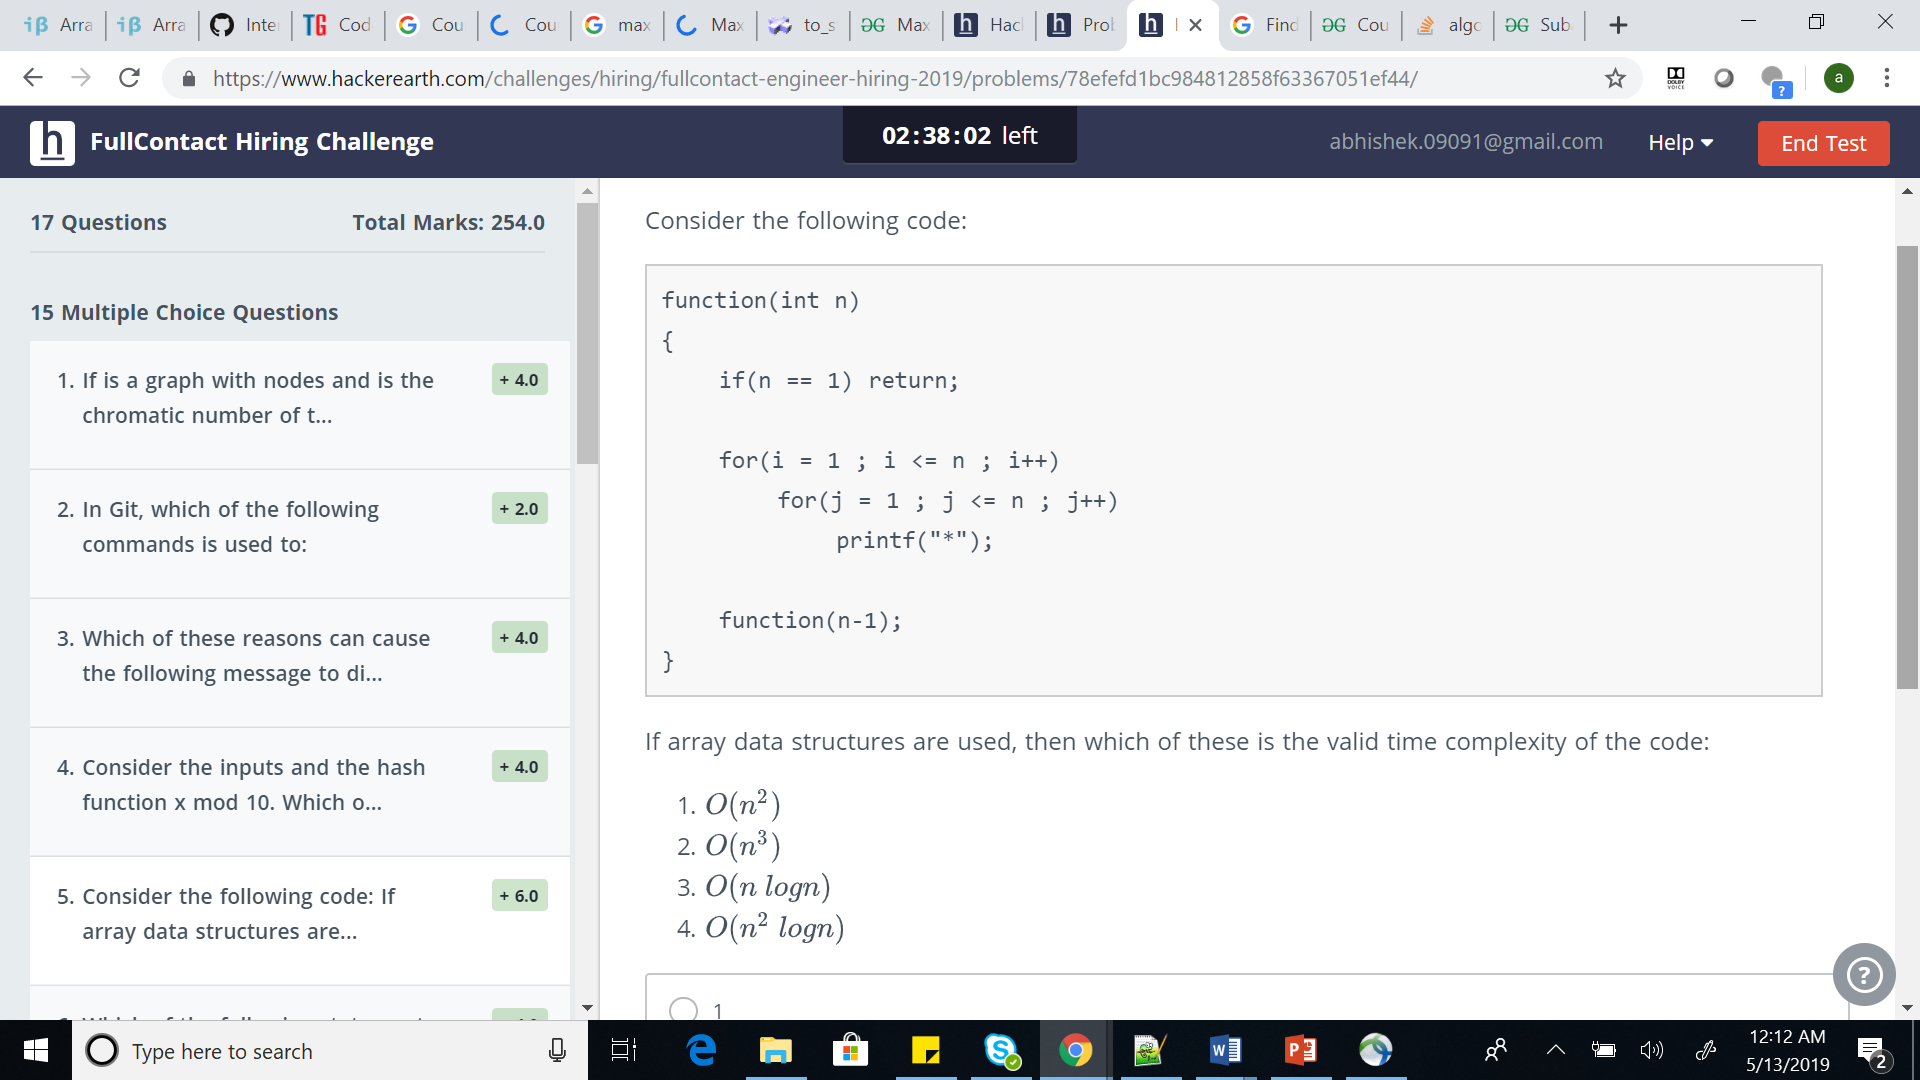 Arra
Arra
Inte
TG Cod
Cou
Cou
max
Max
to_s
Max
Hac
Prob
Find
Cou
algo
Sub
https://www.hackerearth.com/challenges/hiring/fullcontact-engineer-hiring-2019/problems/78efefd1bc984812858f63367051ef44/
DOLBY
VOICE
?
a
h FullContact Hiring Challenge
02:38:02 left
abhishek.09091@gmail.com
Help
End Test
17 Questions
Total Marks: 254.0
15 Multiple Choice Questions
1. If is a graph with nodes and is the
chromatic number of t...
+ 4.0
2. In Git, which of the following
commands is used to:
+ 2.0
3. Which of these reasons can cause
the following message to di...
+ 4.0
4. Consider the inputs and the hash
function x mod 10. Which o...
+ 4.0
5. Consider the following code: If
array data structures are...
+ 6.0
Consider the following code:
function(int n)
{
if(n == 1) return;
for(i = 1 ; i <= n ; i++)
for(j = 1 ; j <= n ; j++)
printf("*");
function(n-1);
}
If array data structures are used, then which of these is the valid time complexity of the code:
1. O(n²)
2. O(n³)
3. O(n logn)
4. O(n² logn)
1
?
Type here to search
12:12 AM
5/13/2019
2